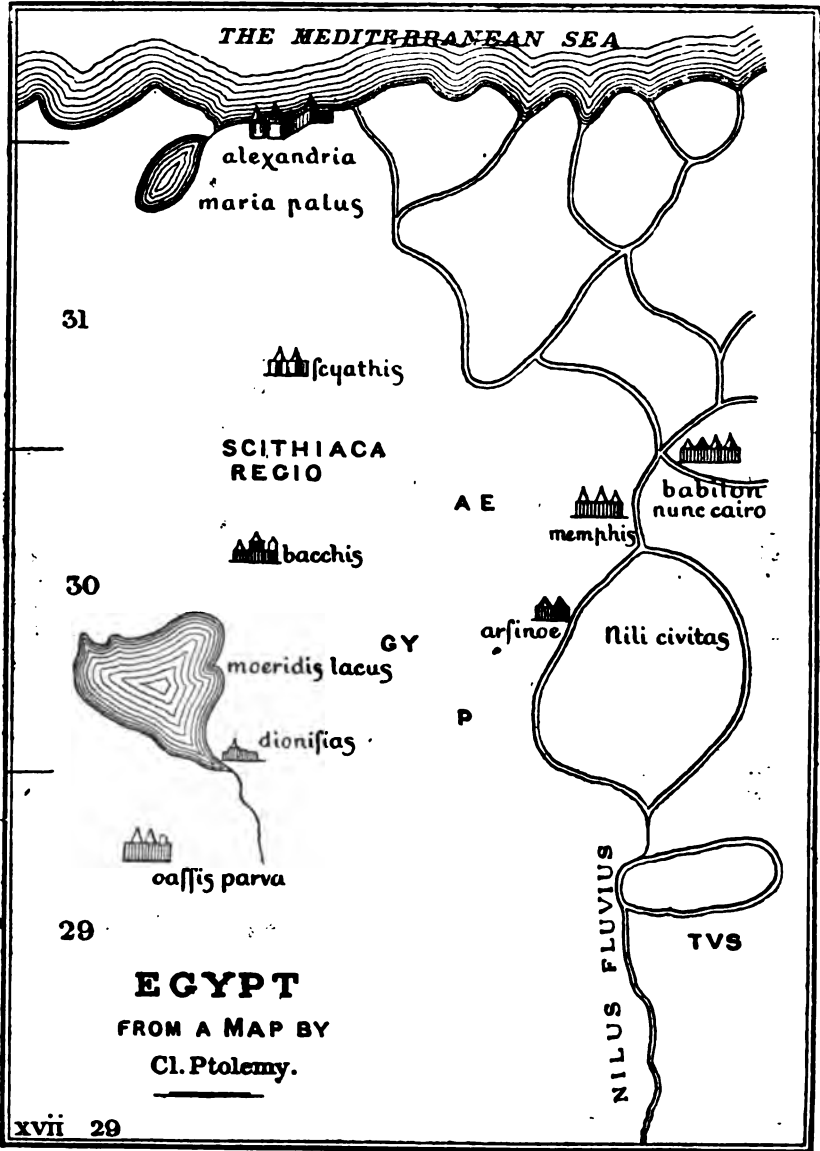 THE MEDITERRANEAN SEA
alexandria
maria palus
31
ſcyathis
SCITHIACA
REGIO
AE
babilon
nunc cairo
memphis
bacchis
30
arſinoe
Nili civitas
GY
moeridis lacus
P
dioniſias
oaſſis parva
NILUS FLUVIUS
29
TVS
EGYPT
FROM A MAP BY
Cl. Ptolemy.
xvii 29